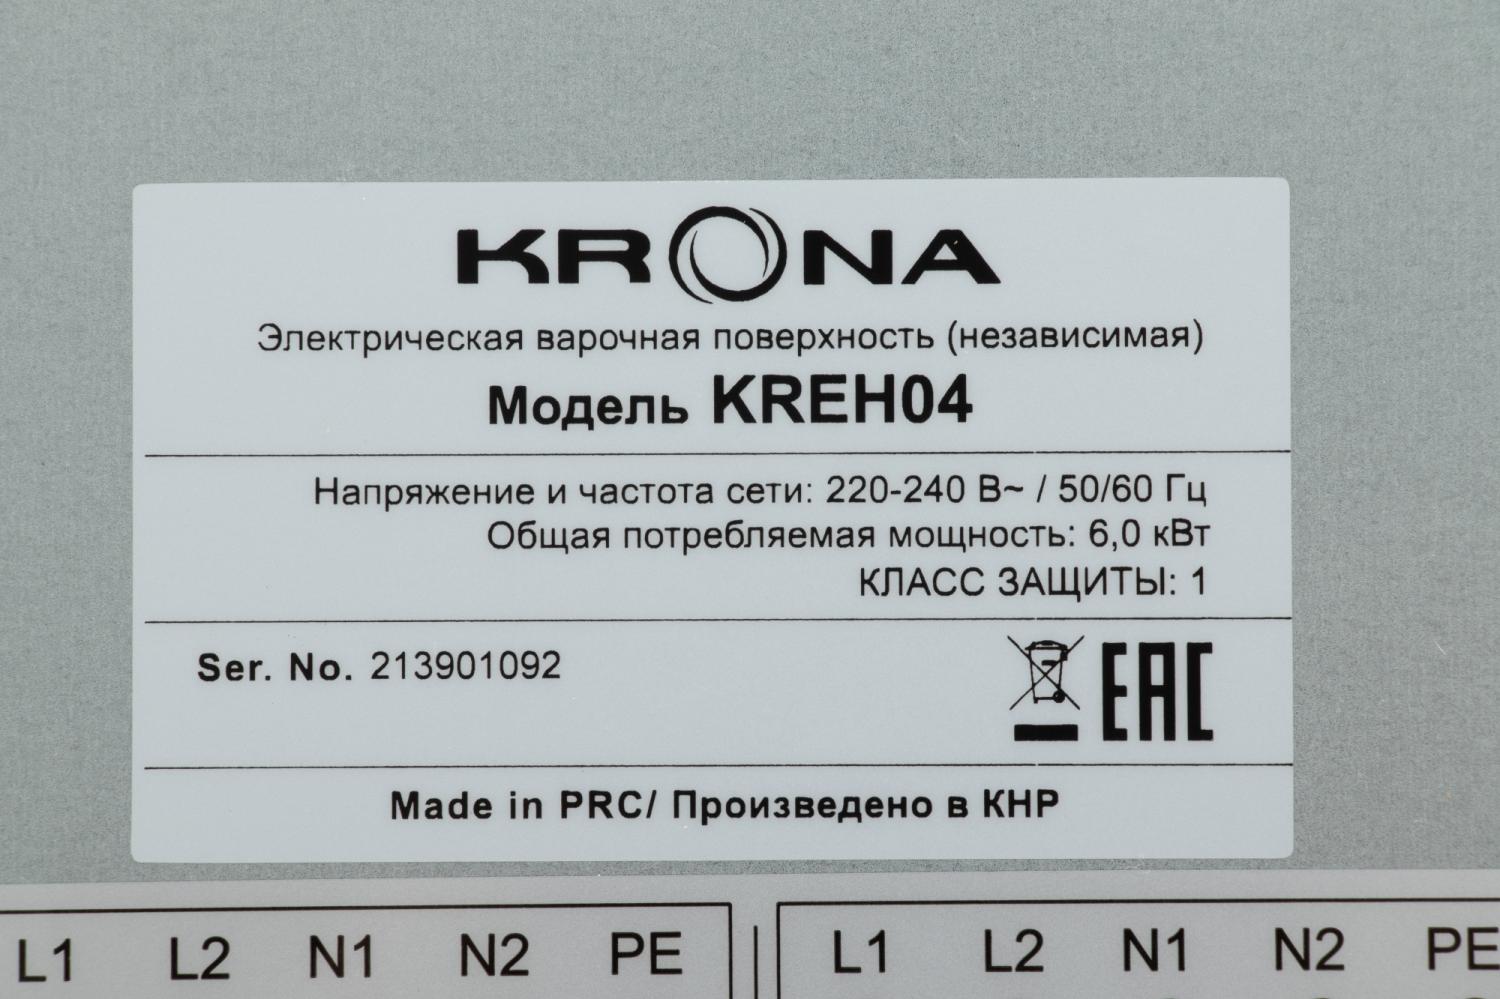 KRONA
Электрическая варочная поверхность (независимая)
Модель KREH04
Напряжение и частота сети: 220-240 В~ / 50/60 Гц
Общая потребляемая мощность: 6,0 кВт
КЛАСС ЗАЩИТЫ: 1
Ser. No. 213901092
EAC
Made in PRC/ Произведено в КНР
L1 L2 N1 N2 PE L1 L2 N1 N2 PE